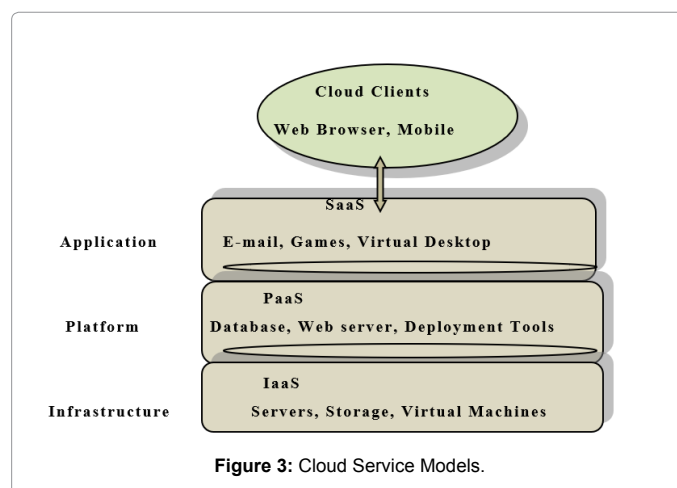 Cloud Clients
Web Browser, Mobile
SaaS
Application E-mail, Games, Virtual Desktop
PaaS
Platform Database, Web server, Deployment Tools
IaaS
Infrastructure Servers, Storage, Virtual Machines
Figure 3: Cloud Service Models.